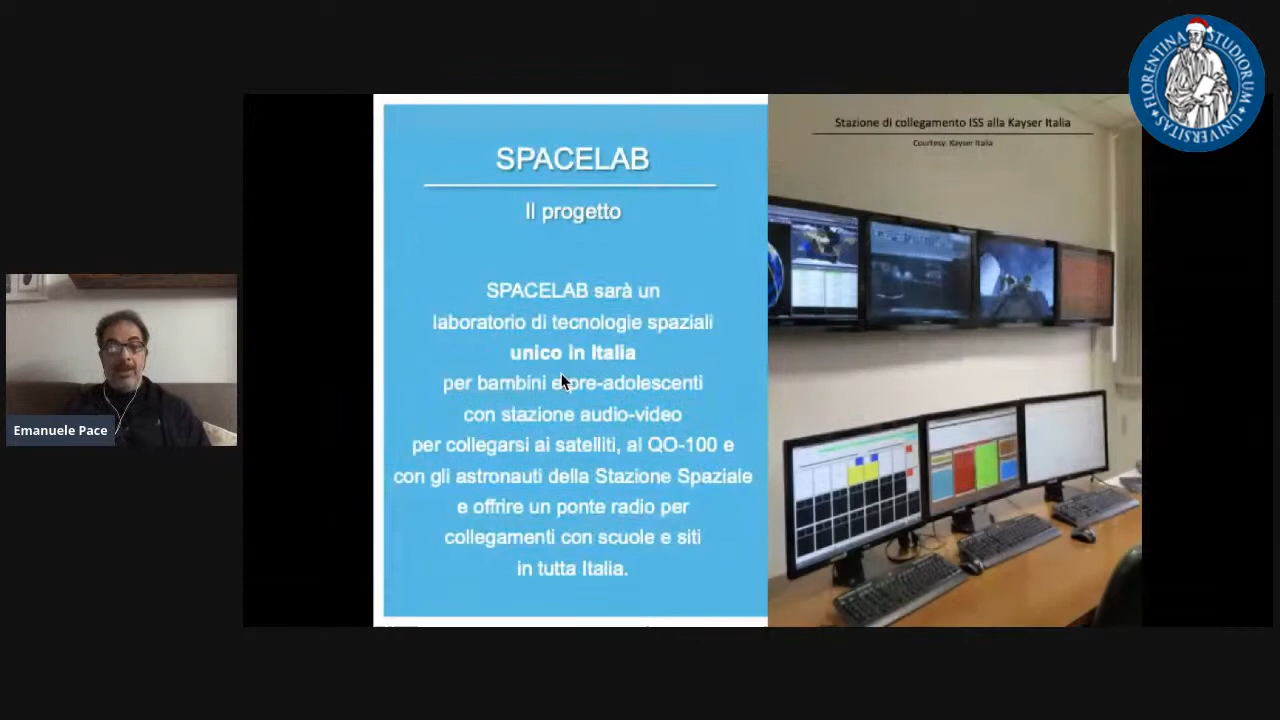 FLORENTINA STUDIORUM UNIVERSITAS
SPACELAB
Il progetto
SPACELAB sarà un
laboratorio di tecnologie spaziali
unico in Italia
per bambini e pre-adolescenti
con stazione audio-video
per collegarsi ai satelliti, al QO-100 e
con gli astronauti della Stazione Spaziale
e offrire un ponte radio per
collegamenti con scuole e siti
in tutta Italia.
Stazione di collegamento ISS alla Kayser Italia
Courtesy: Kayser Italia
Emanuele Pace